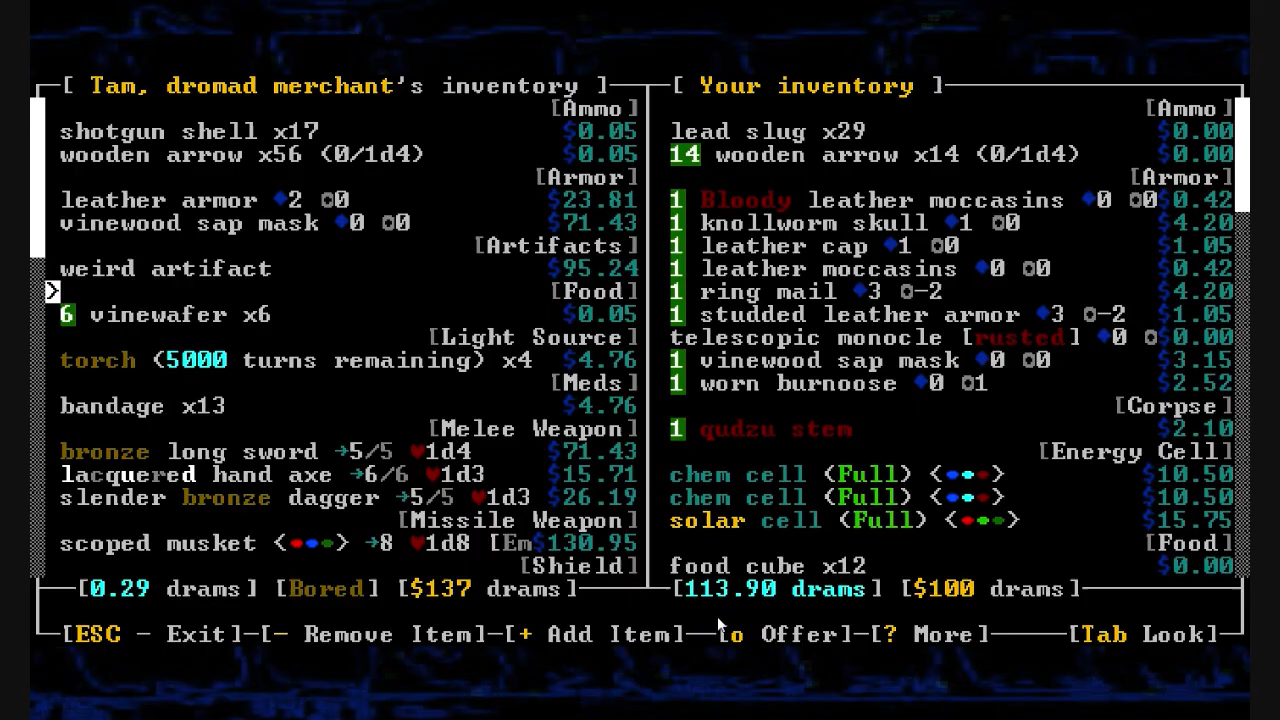 [ Tam, dromad merchant's inventory ]
[Ammo]
shotgun shell x17 $0.05
wooden arrow x56 (0/1d4) $0.05
[Armor]
leather armor ♦2 o0 $23.81
vinewood sap mask ♦0 o0 $71.43
[Artifacts]
weird artifact $95.24
> [Food]
6 vinewafer x6 $0.05
[Light Source]
torch (5000 turns remaining) x4 $4.76
[Meds]
bandage x13 $4.76
[Melee Weapon]
bronze long sword →5/5 ♥1d4 $71.43
lacquered hand axe →6/6 ♥1d3 $15.71
slender bronze dagger →5/5 ♥1d3 $26.19
[Missile Weapon]
scoped musket <•••> →8 ♥1d8 [Em$130.95
[Shield]
[0.29 drams] [Bored] [$137 drams]
[ Your inventory ]
[Ammo]
lead slug x29 $0.00
14 wooden arrow x14 (0/1d4) $0.00
[Armor]
1 Bloody leather moccasins ♦0 o0$0.42
1 knollworm skull ♦1 o0 $4.20
1 leather cap ♦1 o0 $1.05
1 leather moccasins ♦0 o0 $0.42
1 ring mail ♦3 o-2 $4.20
1 studded leather armor ♦3 o-2 $1.05
telescopic monocle [rusted] ♦0 o$0.00
1 vinewood sap mask ♦0 o0 $3.15
1 worn burnoose ♦0 o1 $2.52
[Corpse]
1 qudzu stem $2.10
[Energy Cell]
chem cell (Full) <•••> $10.50
chem cell (Full) <•••> $10.50
solar cell (Full) <•••> $15.75
[Food]
food cube x12 $0.00
[113.90 drams] [$100 drams]
[ESC - Exit]-[- Remove Item]-[+ Add Item]-[o Offer]-[? More] [Tab Look]